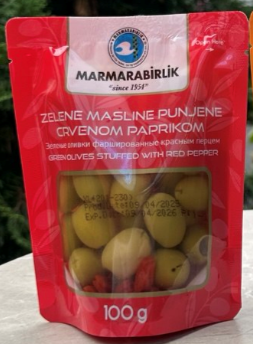 MARMARABİRLİK
"since 1954"
ZELENE MASLINE PUNJENE
CRVENOM PAPRIKOM
Зеленые оливки фаршированные красным перцем
GREN OLIVES STUFFED WITH RED PEPPER
100 g